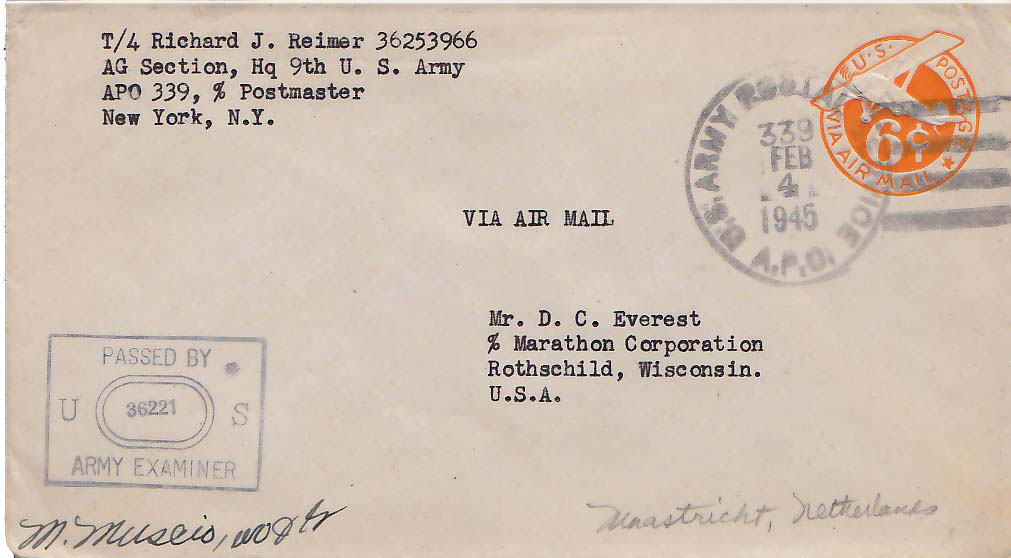 T/4 Richard J. Reimer 36253966
AG Section, Hq 9th U. S. Army
APO 339, % Postmaster
New York, N.Y.
U.S. POSTAGE
6¢
VIA AIR MAIL
U.S. ARMY POSTAL
339
FEB
4
1945
A.P.O.
VIA AIR MAIL
Mr. D. C. Everest
% Marathon Corporation
Rothschild, Wisconsin.
U.S.A.
PASSED BY
U 36221 S
ARMY EXAMINER
Maastricht, Netherlands